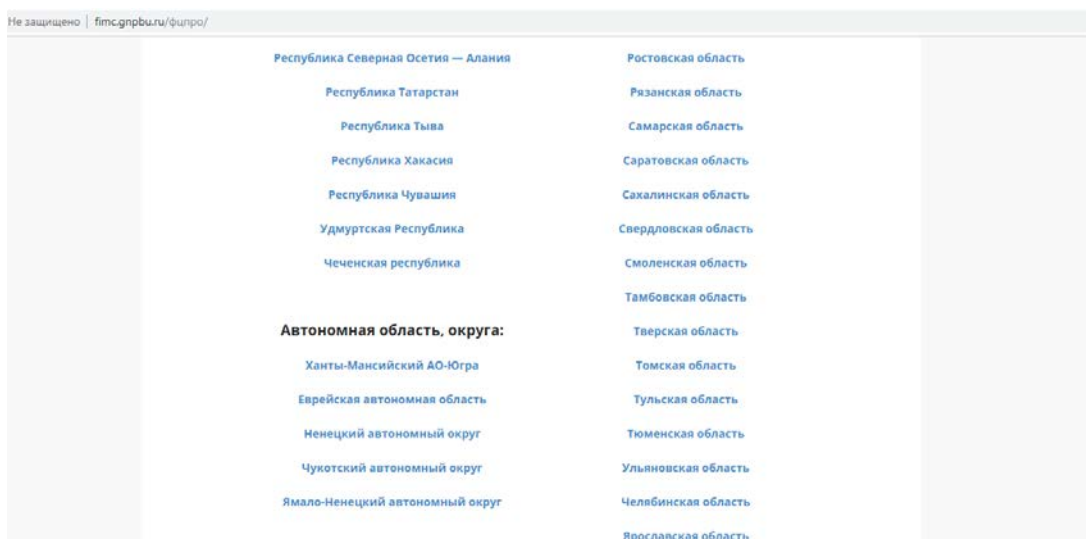 Не защищено | fimc.gnpbu.ru/фцпро/
Республика Северная Осетия — Алания
Республика Татарстан
Республика Тыва
Республика Хакасия
Республика Чувашия
Удмуртская Республика
Чеченская республика
Автономная область, округа:
Ханты-Мансийский АО-Югра
Еврейская автономная область
Ненецкий автономный округ
Чукотский автономный округ
Ямало-Ненецкий автономный округ
Ростовская область
Рязанская область
Самарская область
Саратовская область
Сахалинская область
Свердловская область
Смоленская область
Тамбовская область
Тверская область
Томская область
Тульская область
Тюменская область
Ульяновская область
Челябинская область
Ярославская область